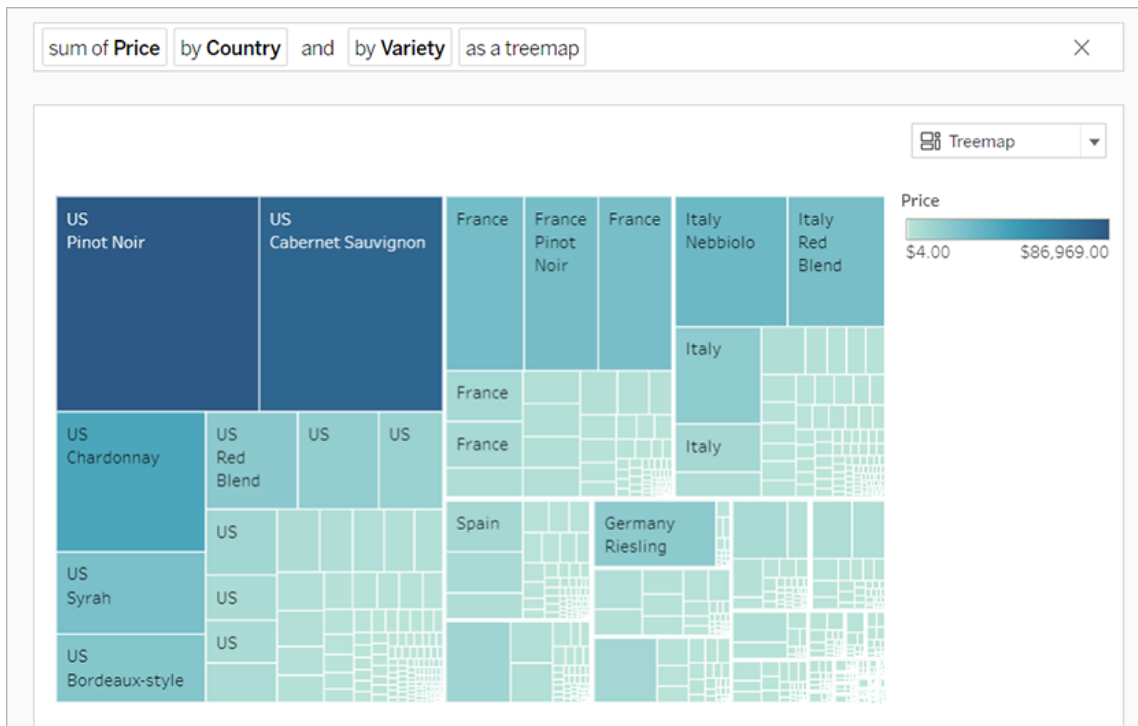 sum of Price by Country and by Variety as a treemap
Treemap
Price
$4.00 $86,969.00
US
Pinot Noir
US
Cabernet Sauvignon
France
France
Pinot
Noir
France
Italy
Nebbiolo
Italy
Red
Blend
Italy
Italy
France
France
US
Chardonnay
US
Red
Blend
US
US
US
Syrah
US
Bordeaux-style
US
US
US
Spain
Germany
Riesling